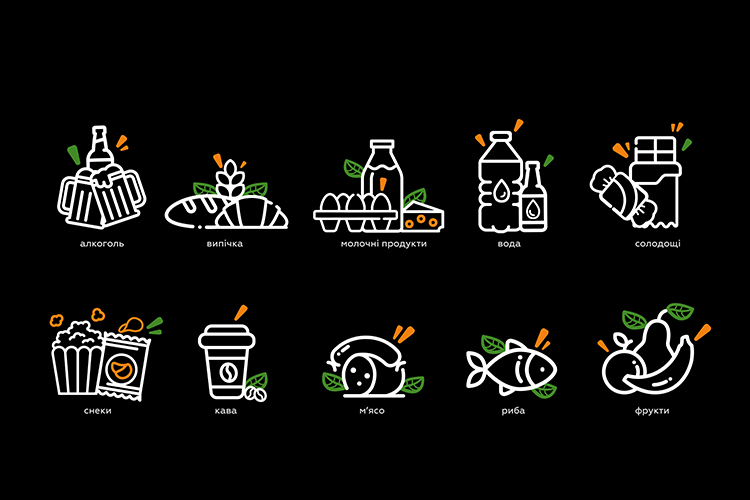 алкоголь
випічка
молочні продукти
вода
солодощі
снеки
кава
м'ясо
риба
фрукти